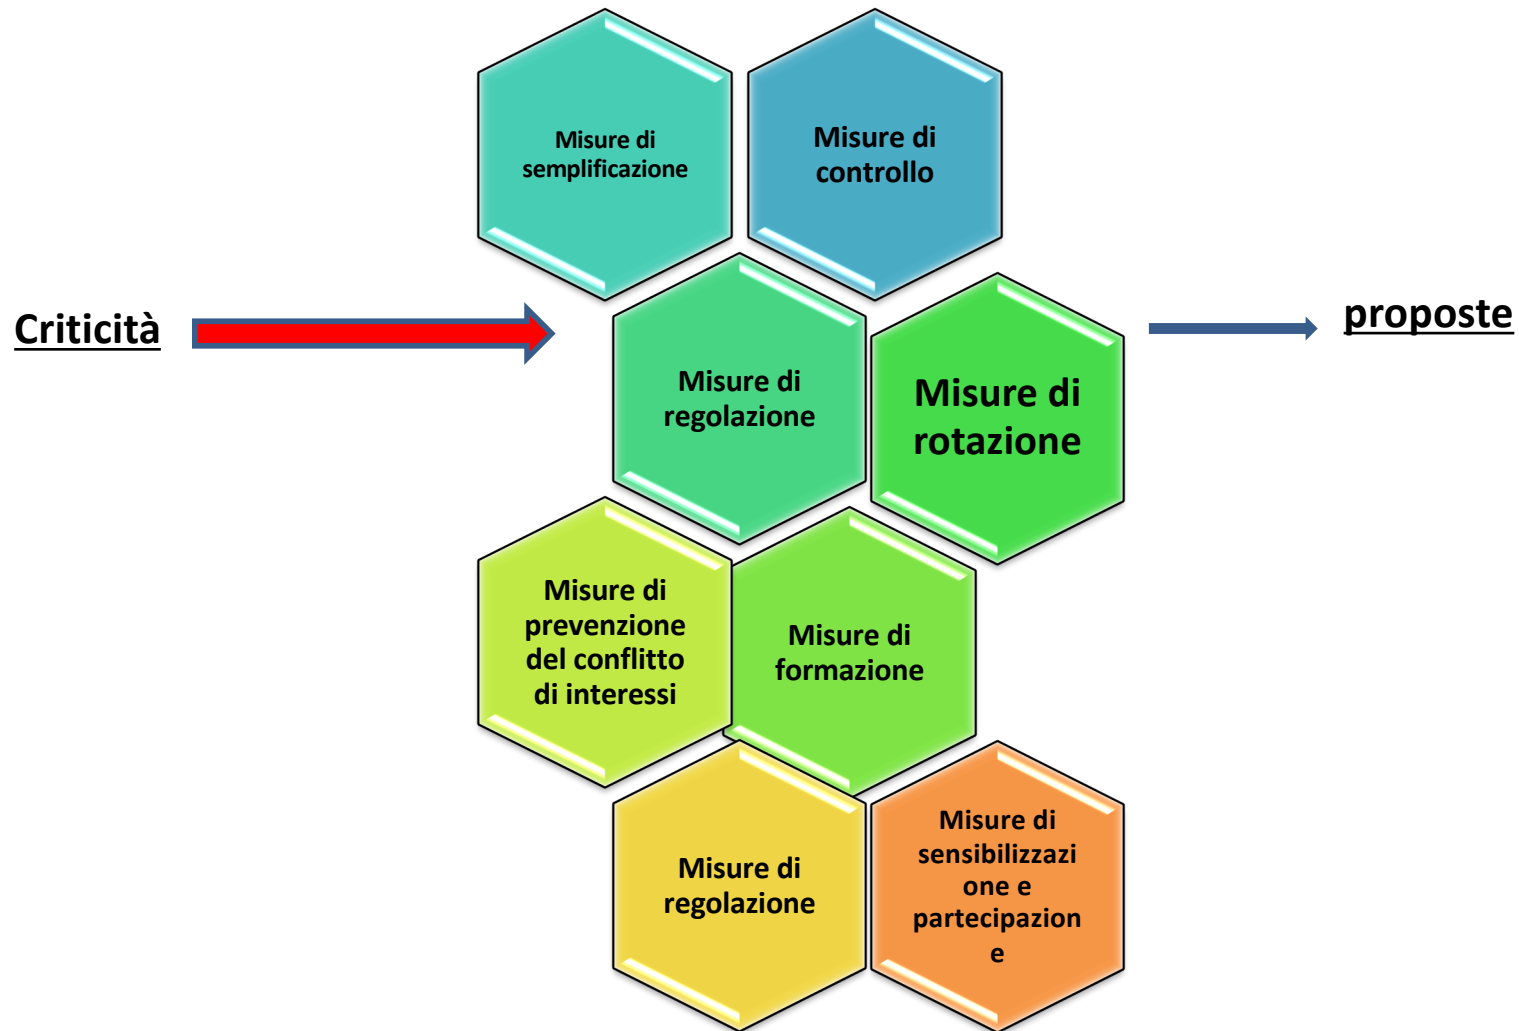 Misure di
semplificazione
Misure di
controllo
Criticità
proposte
Misure di
regolazione
Misure di
rotazione
Misure di
prevenzione
del conflitto
di interessi
Misure di
formazione
Misure di
regolazione
Misure di
sensibilizzazi
one e
partecipazion
e